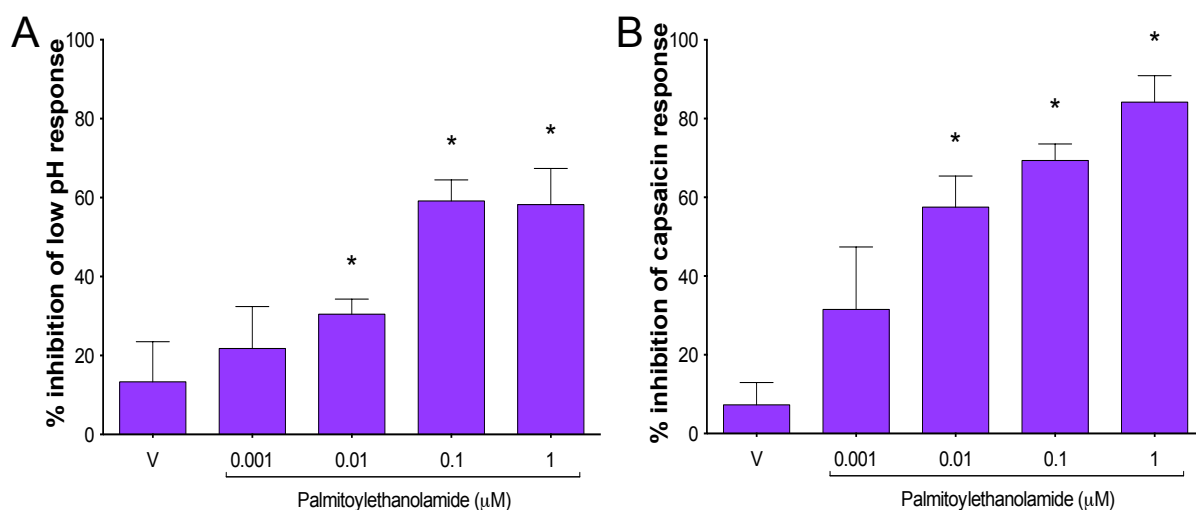 A
% inhibition of low pH response
100
80
60
40
20
0
* * *
V 0.001 0.01 0.1 1
Palmitoylethanolamide (μM)
B
% inhibition of capsaicin response
100
80
60
40
20
0
* * *
V 0.001 0.01 0.1 1
Palmitoylethanolamide (μM)